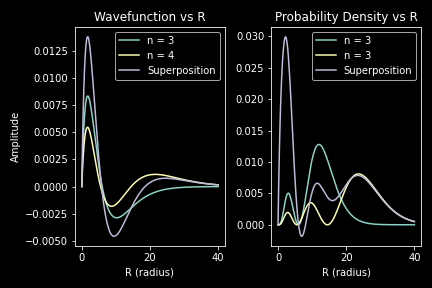 Wavefunction vs R
Amplitude
0.0125
0.0100
0.0075
0.0050
0.0025
0.0000
−0.0025
−0.0050
n = 3
n = 4
Superposition
0 20 40
R (radius)
Probability Density vs R
0.030
0.025
0.020
0.015
0.010
0.005
0.000
n = 3
n = 3
Superposition
0 20 40
R (radius)